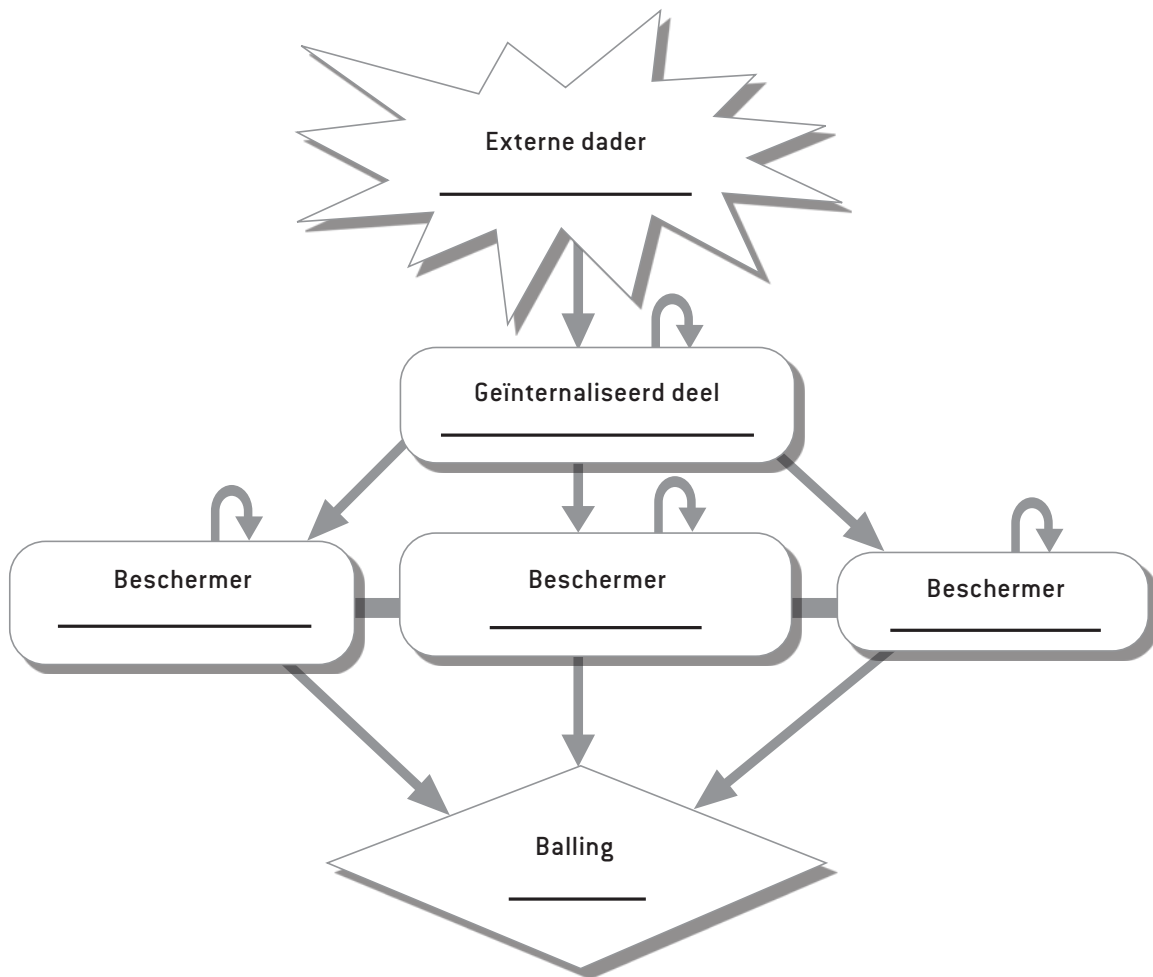 Externe dader
Geïnternaliseerd deel
Beschermer
Beschermer
Beschermer
Balling